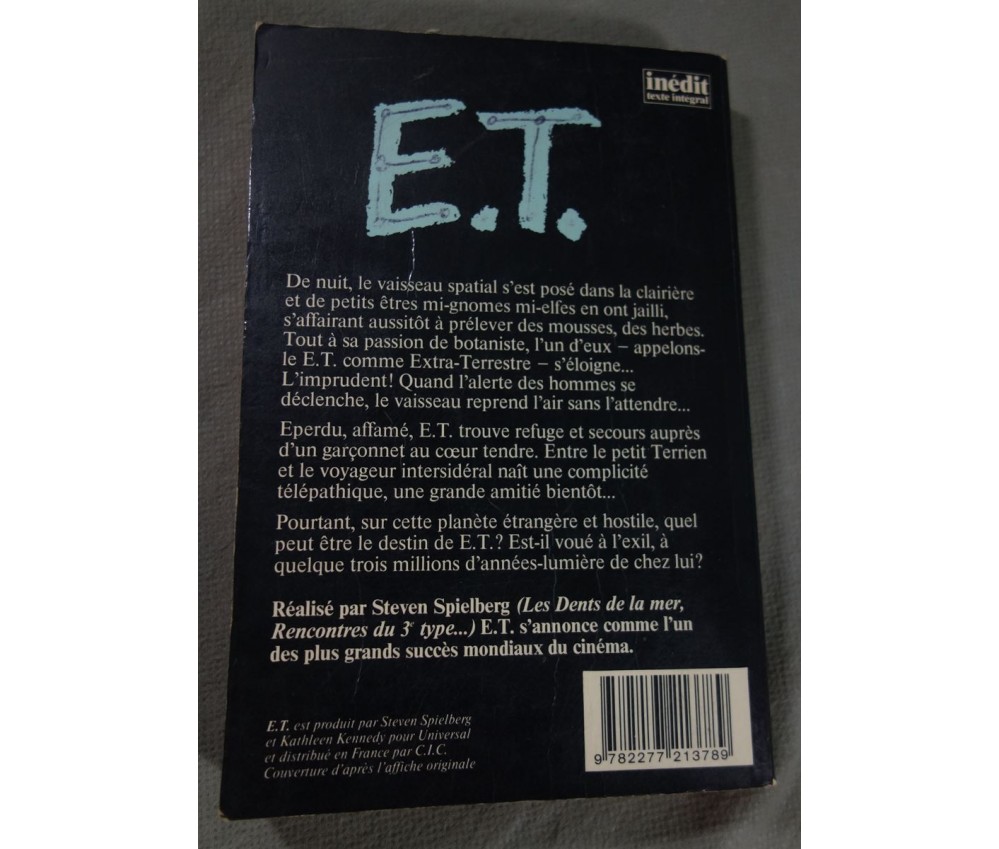 inédit
texte intégral
E.T.
De nuit, le vaisseau spatial s'est posé dans la clairière
et de petits êtres mi-gnomes mi-elfes en ont jailli,
s'affairant aussitôt à prélever des mousses, des herbes.
Tout à sa passion de botaniste, l'un d'eux – appelons-
le E.T. comme Extra-Terrestre – s'éloigne...
L'imprudent! Quand l'alerte des hommes se
déclenche, le vaisseau reprend l'air sans l'attendre...
Eperdu, affamé, E.T. trouve refuge et secours auprès
d'un garçonnet au cœur tendre. Entre le petit Terrien
et le voyageur intersidéral naît une complicité
télépathique, une grande amitié bientôt...
Pourtant, sur cette planète étrangère et hostile, quel
peut être le destin de E.T.? Est-il voué à l'exil, à
quelque trois millions d'années-lumière de chez lui?
Réalisé par Steven Spielberg (Les Dents de la mer,
Rencontres du 3e type...) E.T. s'annonce comme l'un
des plus grands succès mondiaux du cinéma.
E.T. est produit par Steven Spielberg
et Kathleen Kennedy pour Universal
et distribué en France par C.I.C.
Couverture d'après l'affiche originale
9 782277 213789